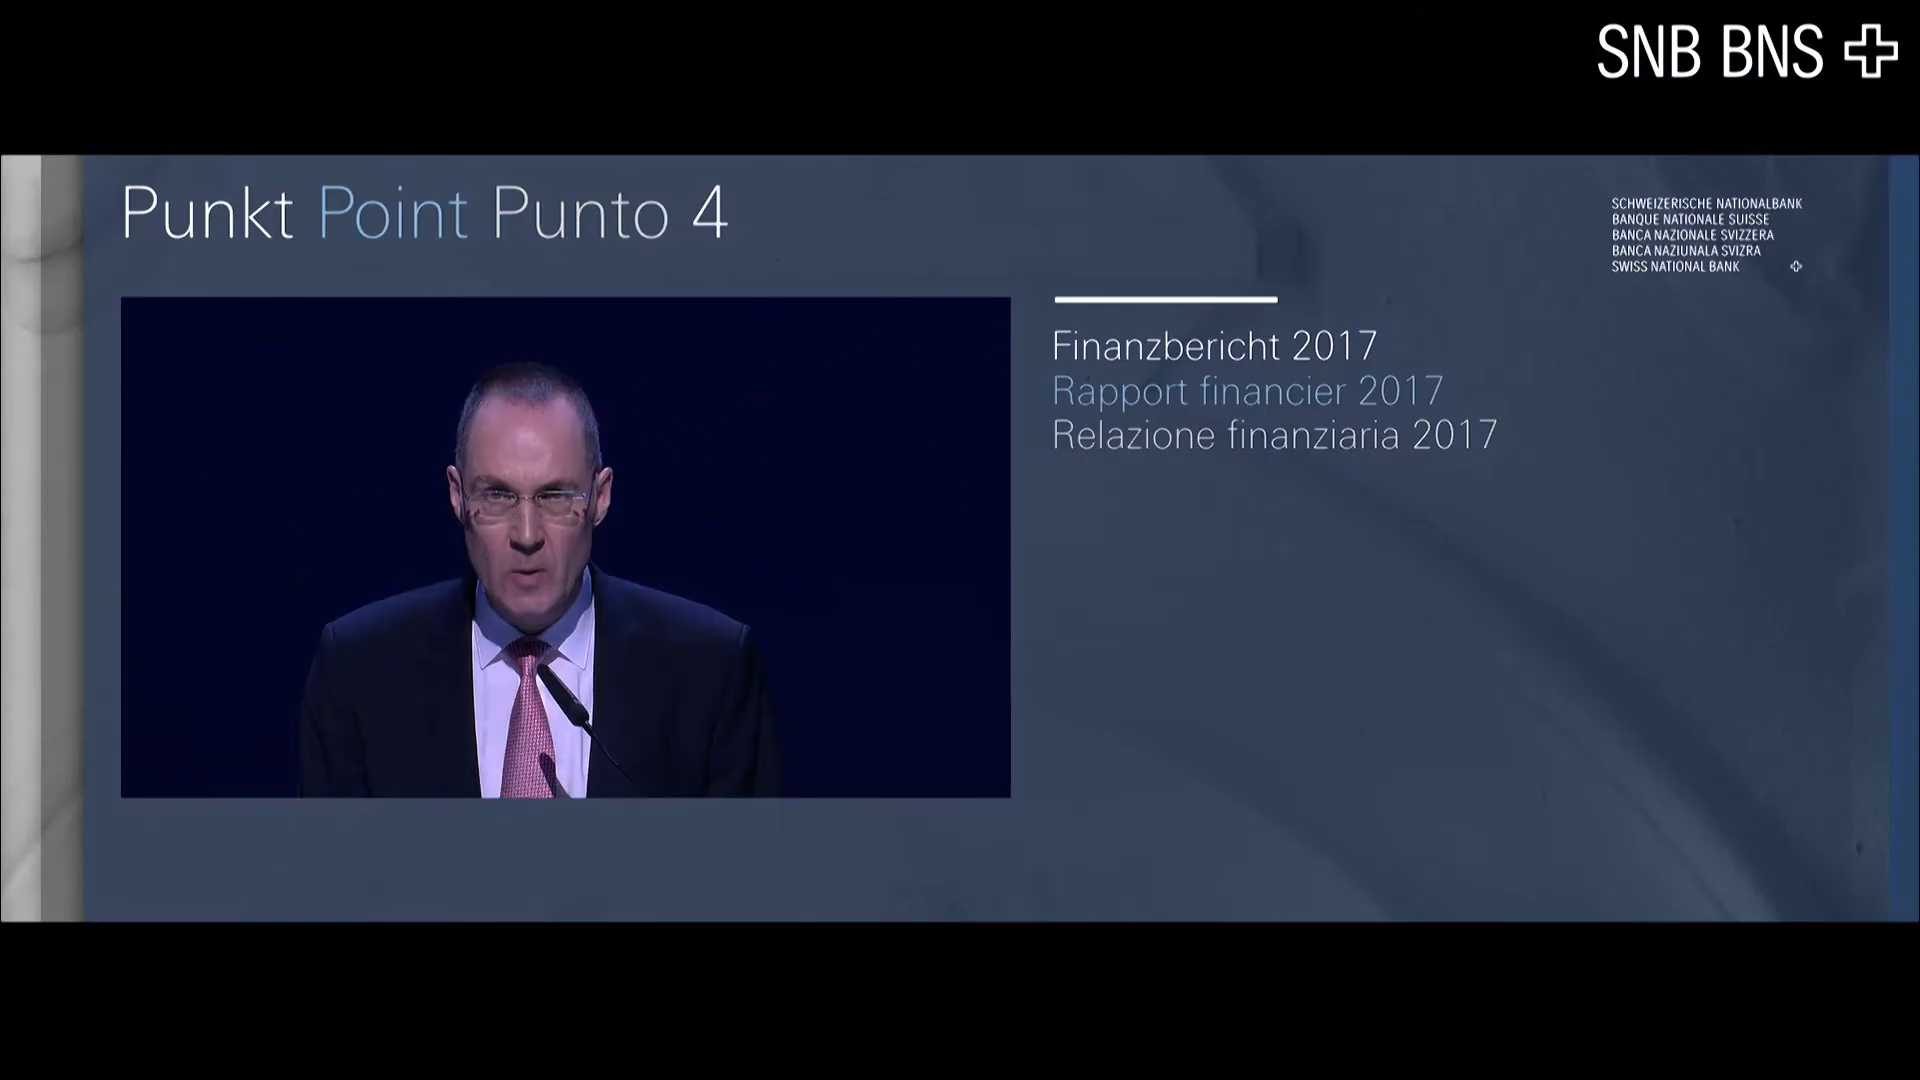 SNB BNS
Punkt Point Punto 4
SCHWEIZERISCHE NATIONALBANK
BANQUE NATIONALE SUISSE
BANCA NAZIONALE SVIZZERA
BANCA NAZIUNALA SVIZRA
SWISS NATIONAL BANK
Finanzbericht 2017
Rapport financier 2017
Relazione finanziaria 2017